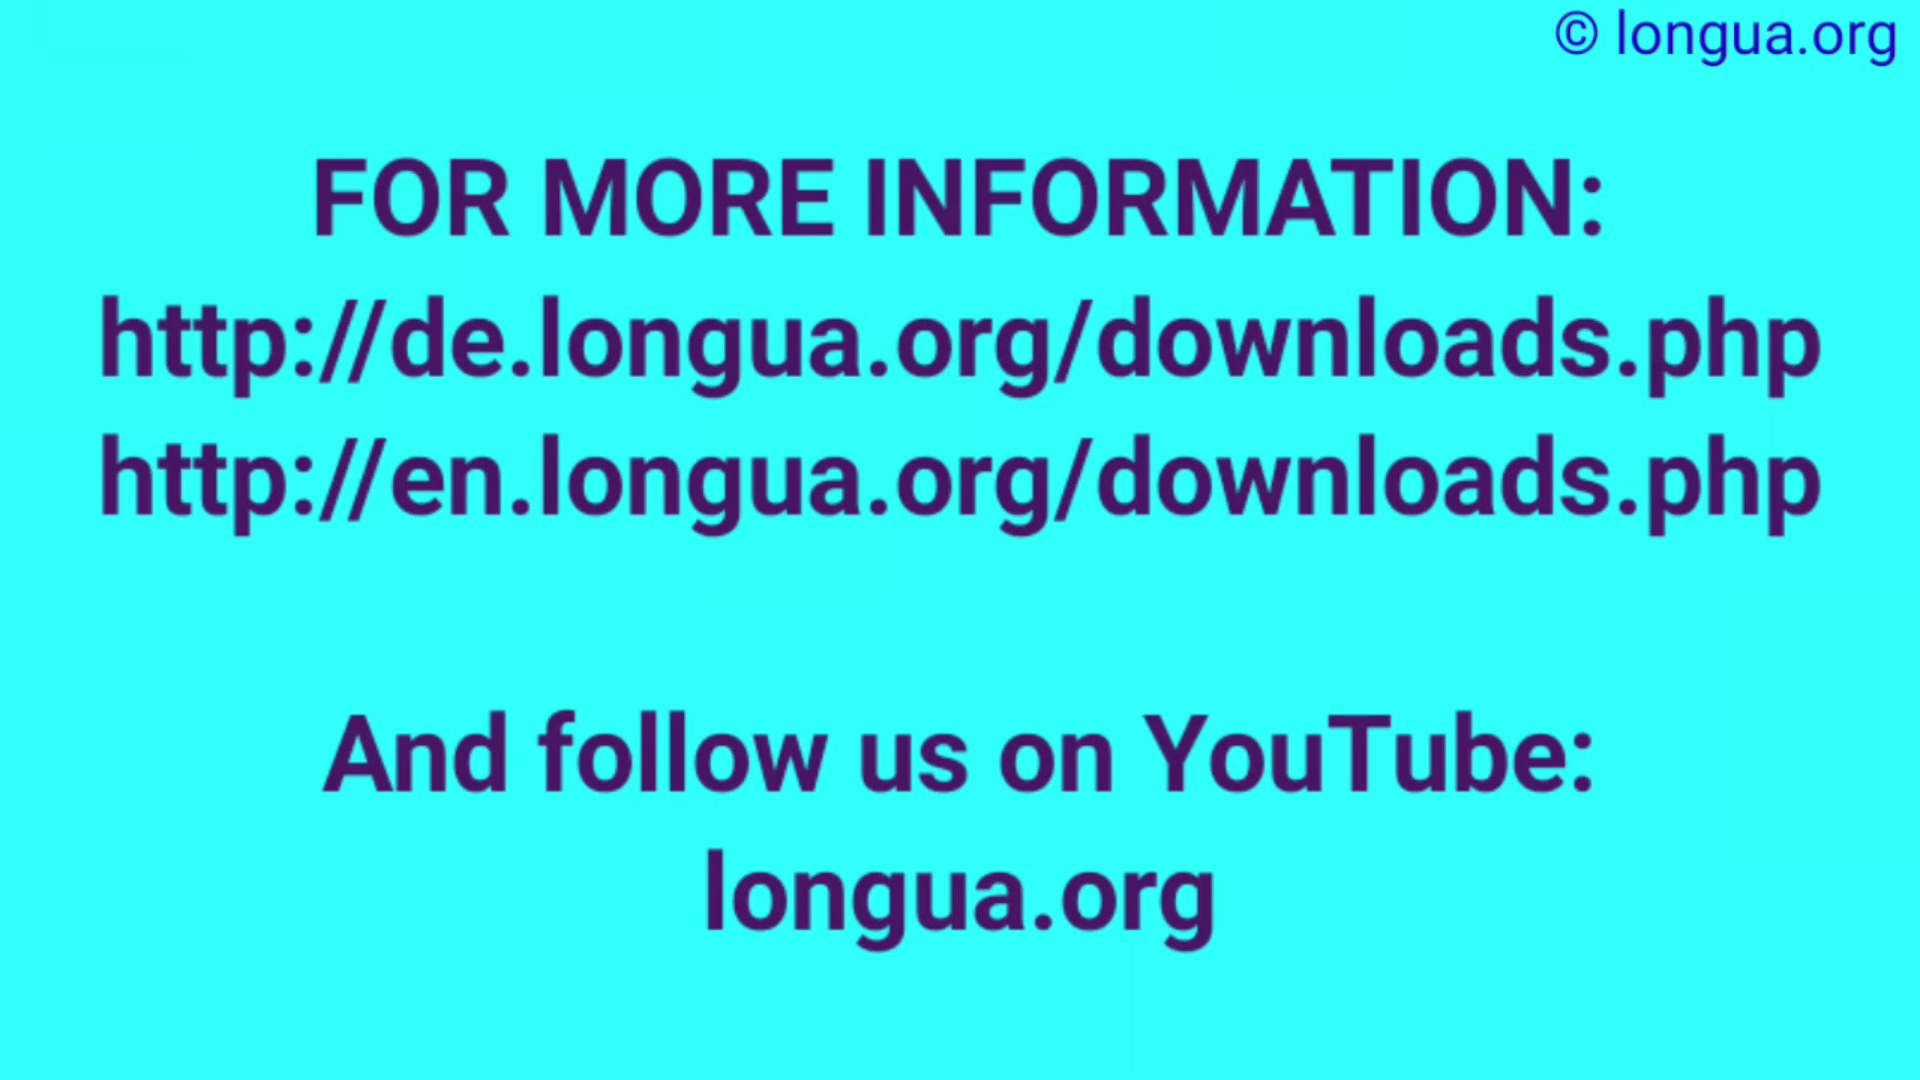 © longua.org
FOR MORE INFORMATION:
http://de.longua.org/downloads.php
http://en.longua.org/downloads.php
And follow us on YouTube:
longua.org